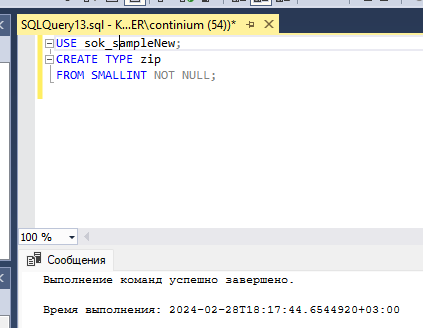 SQLQuery13.sql - K...ER\continium (54))*
USE sok_sampleNew;
CREATE TYPE zip
FROM SMALLINT NOT NULL;
100 %
Сообщения
Выполнение команд успешно завершено.
Время выполнения: 2024-02-28T18:17:44.6544920+03:00